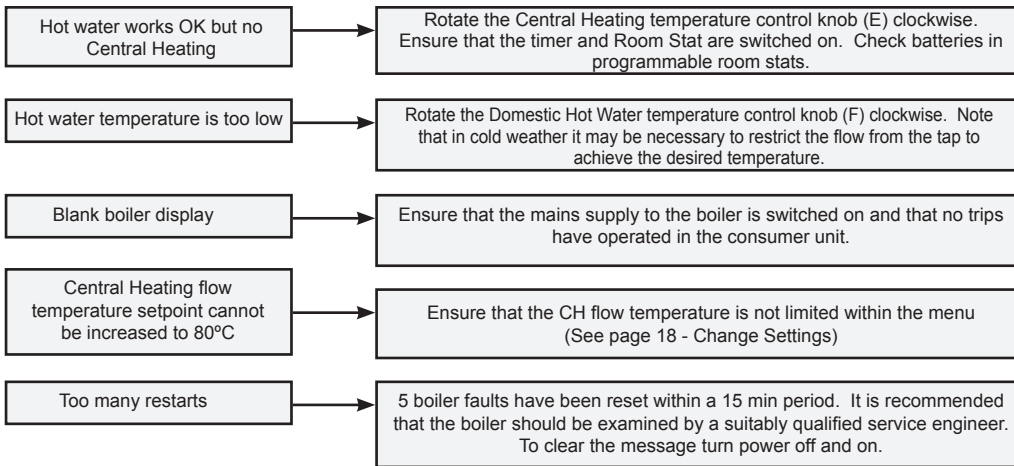 Hot water works OK but no
Central Heating
Rotate the Central Heating temperature control knob (E) clockwise.
Ensure that the timer and Room Stat are switched on.  Check batteries in
programmable room stats.
Hot water temperature is too low
Rotate the Domestic Hot Water temperature control knob (F) clockwise.  Note
that in cold weather it may be necessary to restrict the flow from the tap to
achieve the desired temperature.
Blank boiler display
Ensure that the mains supply to the boiler is switched on and that no trips
have operated in the consumer unit.
Central Heating flow
temperature setpoint cannot
be increased to 80ºC
Ensure that the CH flow temperature is not limited within the menu
(See page 18 - Change Settings)
Too many restarts
5 boiler faults have been reset within a 15 min period.  It is recommended
that the boiler should be examined by a suitably qualified service engineer.
To clear the message turn power off and on.